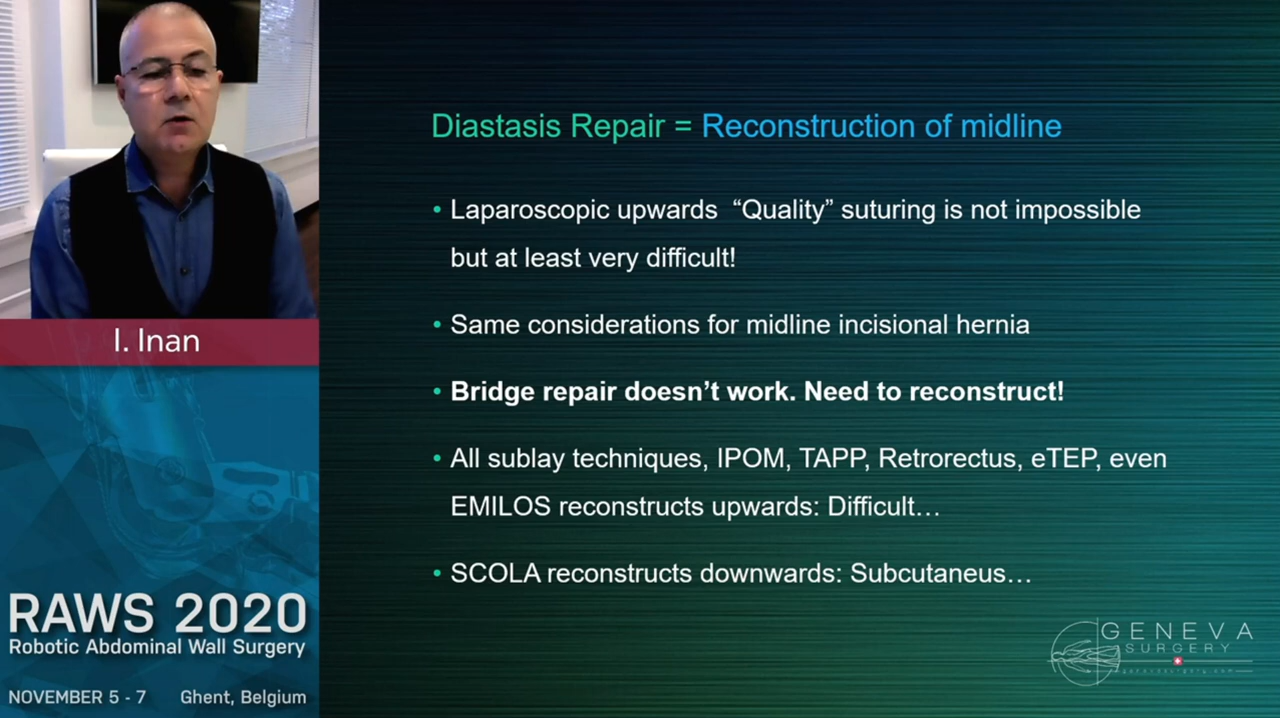 Diastasis Repair = Reconstruction of midline
• Laparoscopic upwards “Quality” suturing is not impossible
but at least very difficult!
• Same considerations for midline incisional hernia
• Bridge repair doesn’t work. Need to reconstruct!
• All sublay techniques, IPOM, TAPP, Retrorectus, eTEP, even
EMILOS reconstructs upwards: Difficult…
• SCOLA reconstructs downwards: Subcutaneus…
I. Inan
RAWS 2020
Robotic Abdominal Wall Surgery
NOVEMBER 5 - 7 Ghent, Belgium
GENEVA
SURGERY